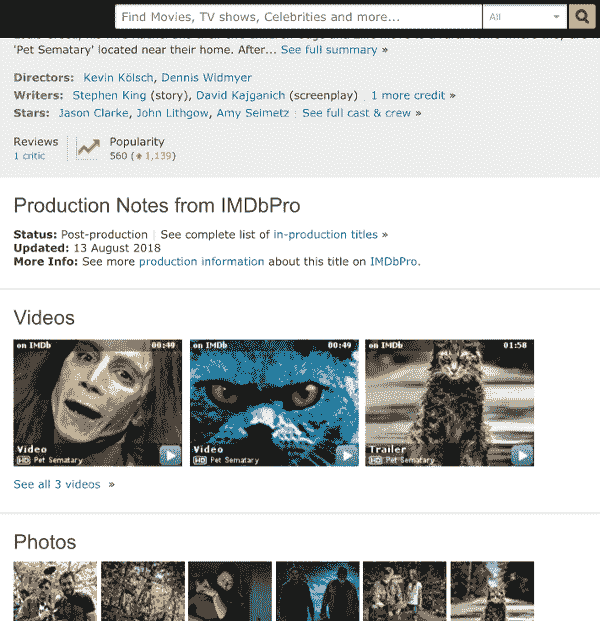 Find Movies, TV shows, Celebrities and more...
All
'Pet Sematary' located near their home. After... See full summary »
Directors: Kevin Kölsch, Dennis Widmyer
Writers: Stephen King (story), David Kajganich (screenplay) | 1 more credit »
Stars: Jason Clarke, John Lithgow, Amy Seimetz | See full cast & crew »
Reviews
1 critic
Popularity
560 (1,139)
Production Notes from IMDbPro
Status: Post-production | See complete list of in-production titles »
Updated: 13 August 2018
More Info: See more production information about this title on IMDbPro.
Videos
on IMDb 00:49
Video
HD Pet Sematary
on IMDb 00:49
Video
HD Pet Sematary
on IMDb 01:58
Trailer
HD Pet Sematary
See all 3 videos »
Photos